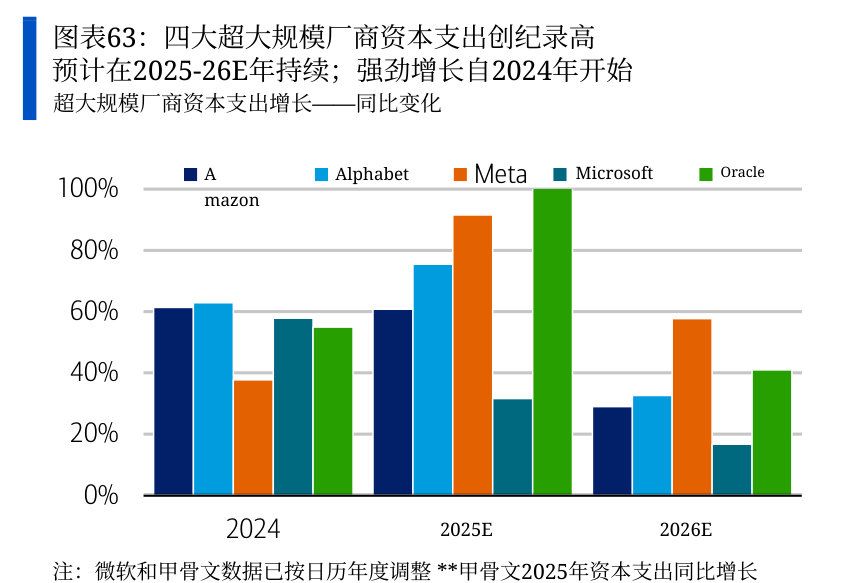 图表63：四大超大规模厂商资本支出创纪录高
预计在2025-26E年持续；强劲增长自2024年开始
超大规模厂商资本支出增长——同比变化
A
mazon
Alphabet
Meta
Microsoft
Oracle
100%
80%
60%
40%
20%
0%
2024
2025E
2026E
注：微软和甲骨文数据已按日历年度调整 **甲骨文2025年资本支出同比增长